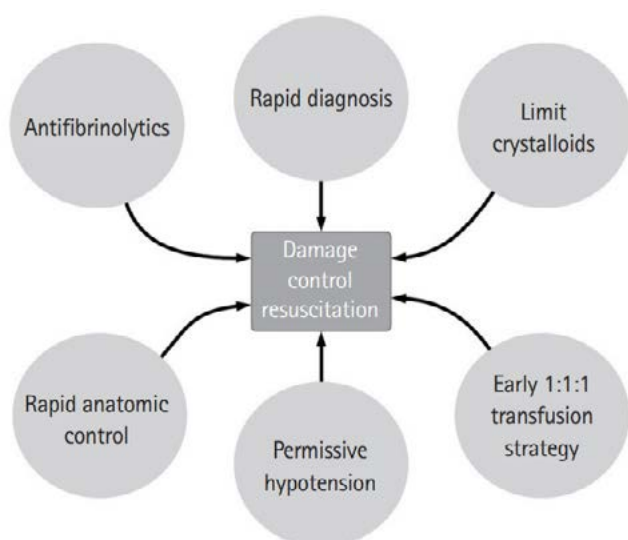 Rapid diagnosis
Antifibrinolytics
Limit
crystalloids
Damage
control
resuscitation
Rapid anatomic
control
Permissive
hypotension
Early 1:1:1
transfusion
strategy